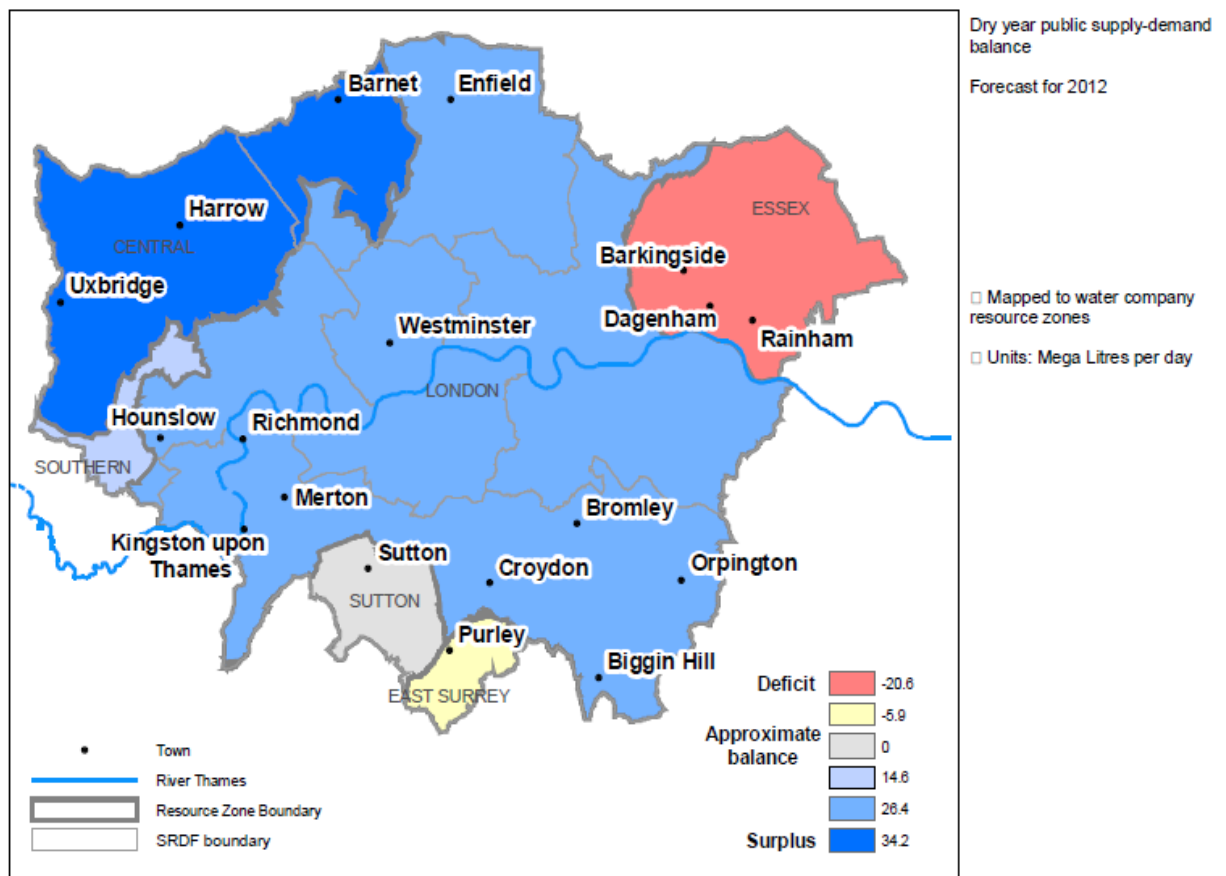 Dry year public supply-demand
balance
Forecast for 2012
Barnet
Enfield
Harrow
CENTRAL
ESSEX
Barkingside
Uxbridge
Dagenham
Rainham
Westminster
□ Mapped to water company
resource zones
□ Units: Mega Litres per day
LONDON
Hounslow
Richmond
SOUTHERN
Merton
Bromley
Kingston upon
Thames
Sutton
Croydon
Orpington
SUTTON
Purley
Biggin Hill
EAST SURREY
Deficit
-20.6
-5.9
Approximate
balance
0
14.6
26.4
Surplus
34.2
Town
River Thames
Resource Zone Boundary
SRDF boundary